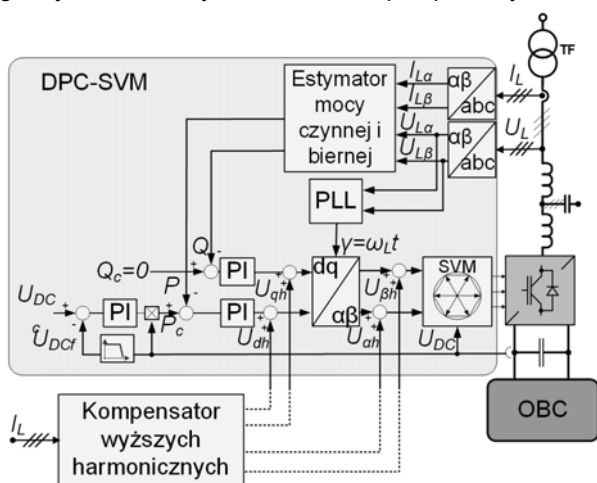 TF
DPC-SVM
Estymator
mocy
czynnej i
biernej
I_Lα
I_Lβ
U_Lα
U_Lβ
αβ
abc
I_L
αβ
abc
U_L
PLL
γ=ω_Lt
Q_c=0
Q
P
PI
U_qh
dq
αβ
U_βh
SVM
U_DC
PI
P_c
PI
U_dh
U_αh
U_DC
c
U_DCf
OBC
I_L
Kompensator
wyższych
harmonicznych